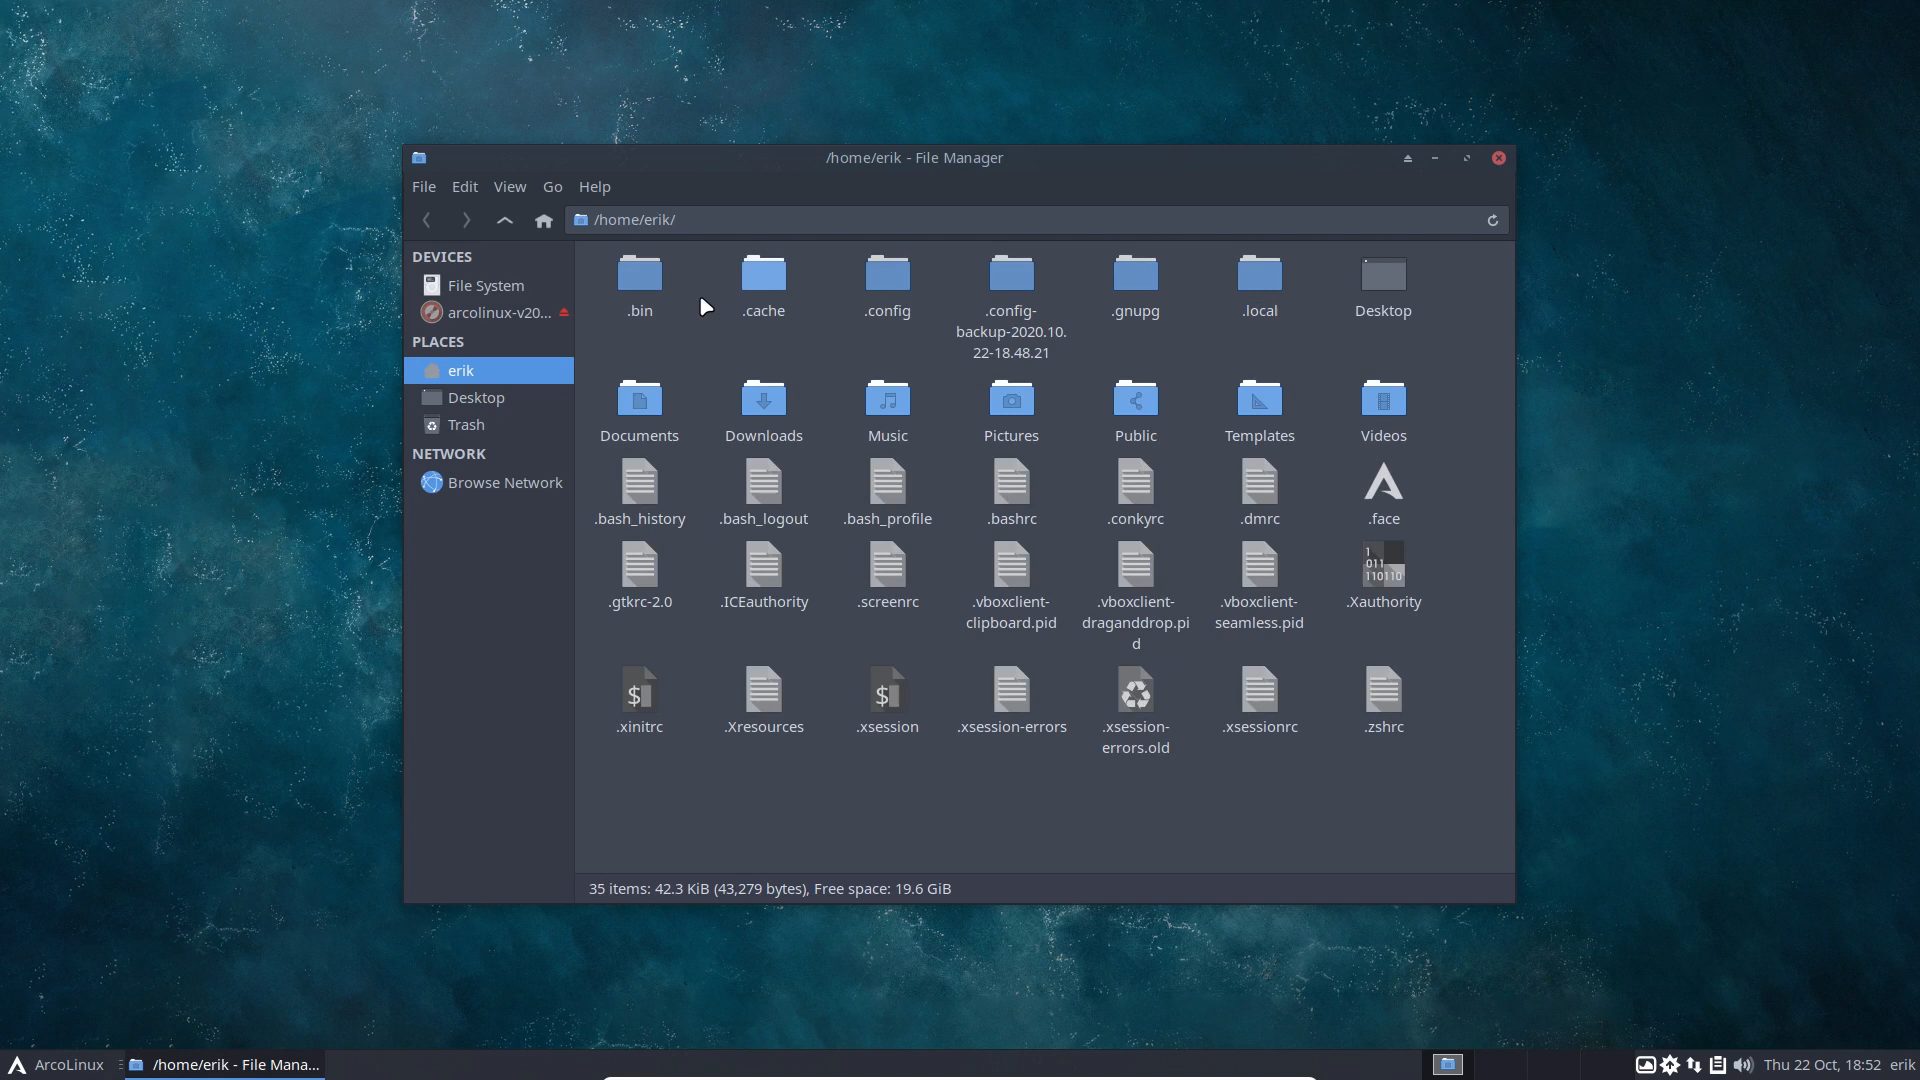 /home/erik - File Manager
File Edit View Go Help
/home/erik/
DEVICES
File System
arcolinux-v20...
PLACES
erik
Desktop
Trash
NETWORK
Browse Network
.bin .cache .config .config- .gnupg .local Desktop
backup-2020.10.
22-18.48.21
Documents Downloads Music Pictures Public Templates Videos
.bash_history .bash_logout .bash_profile .bashrc .conkyrc .dmrc .face
1
011
110110
.gtkrc-2.0 .ICEauthority .screenrc .vboxclient- .vboxclient- .vboxclient- .Xauthority
clipboard.pid draganddrop.pi seamless.pid
d
$ $
.xinitrc .Xresources .xsession .xsession-errors .xsession- .xsessionrc .zshrc
errors.old
35 items: 42.3 KiB (43,279 bytes), Free space: 19.6 GiB
ArcoLinux /home/erik - File Mana... Thu 22 Oct, 18:52 erik